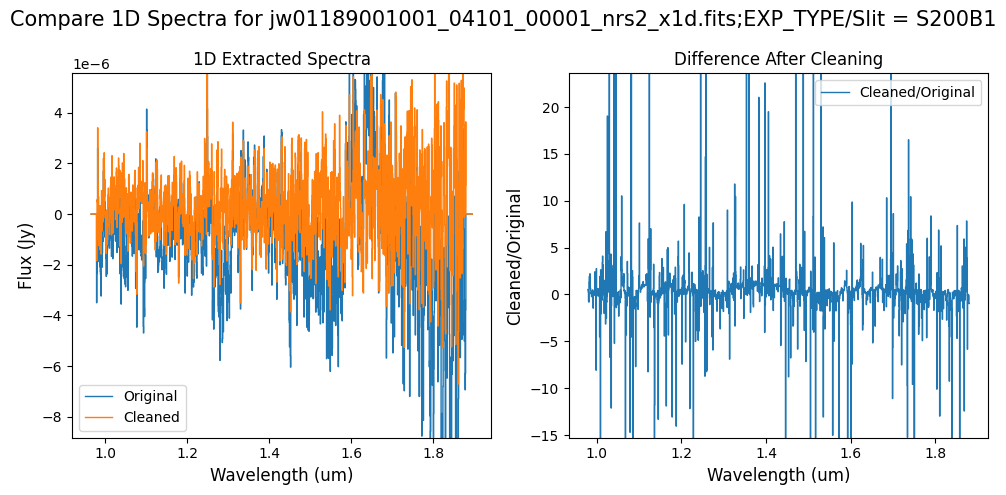 Compare 1D Spectra for jw01189001001_04101_00001_nrs2_x1d.fits;EXP_TYPE/Slit = S200B1
1D Extracted Spectra
1e−6
4
2
0
−2
−4
−6
−8
Flux (Jy)
Original
Cleaned
1.0 1.2 1.4 1.6 1.8
Wavelength (um)
Difference After Cleaning
Cleaned/Original
20
15
10
5
0
−5
−10
−15
Cleaned/Original
1.0 1.2 1.4 1.6 1.8
Wavelength (um)